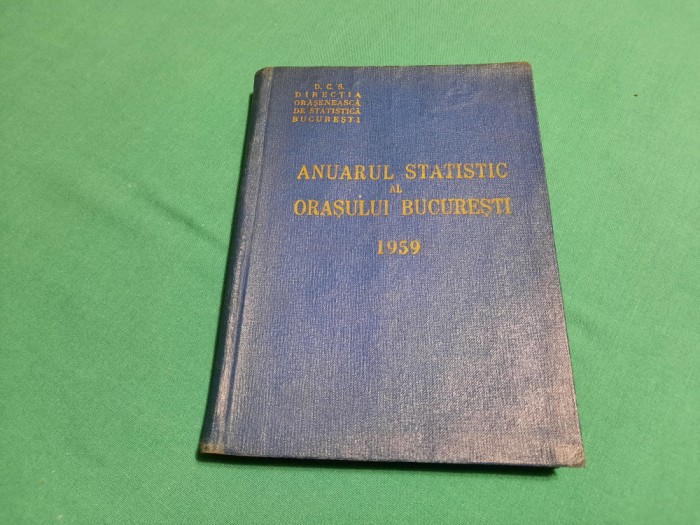 D. C. S.
DIRECȚIA
ORĂȘENEASCĂ
DE STATISTICĂ
BUCUREȘTI
ANUARUL STATISTIC
AL
ORAȘULUI BUCUREȘTI
1959